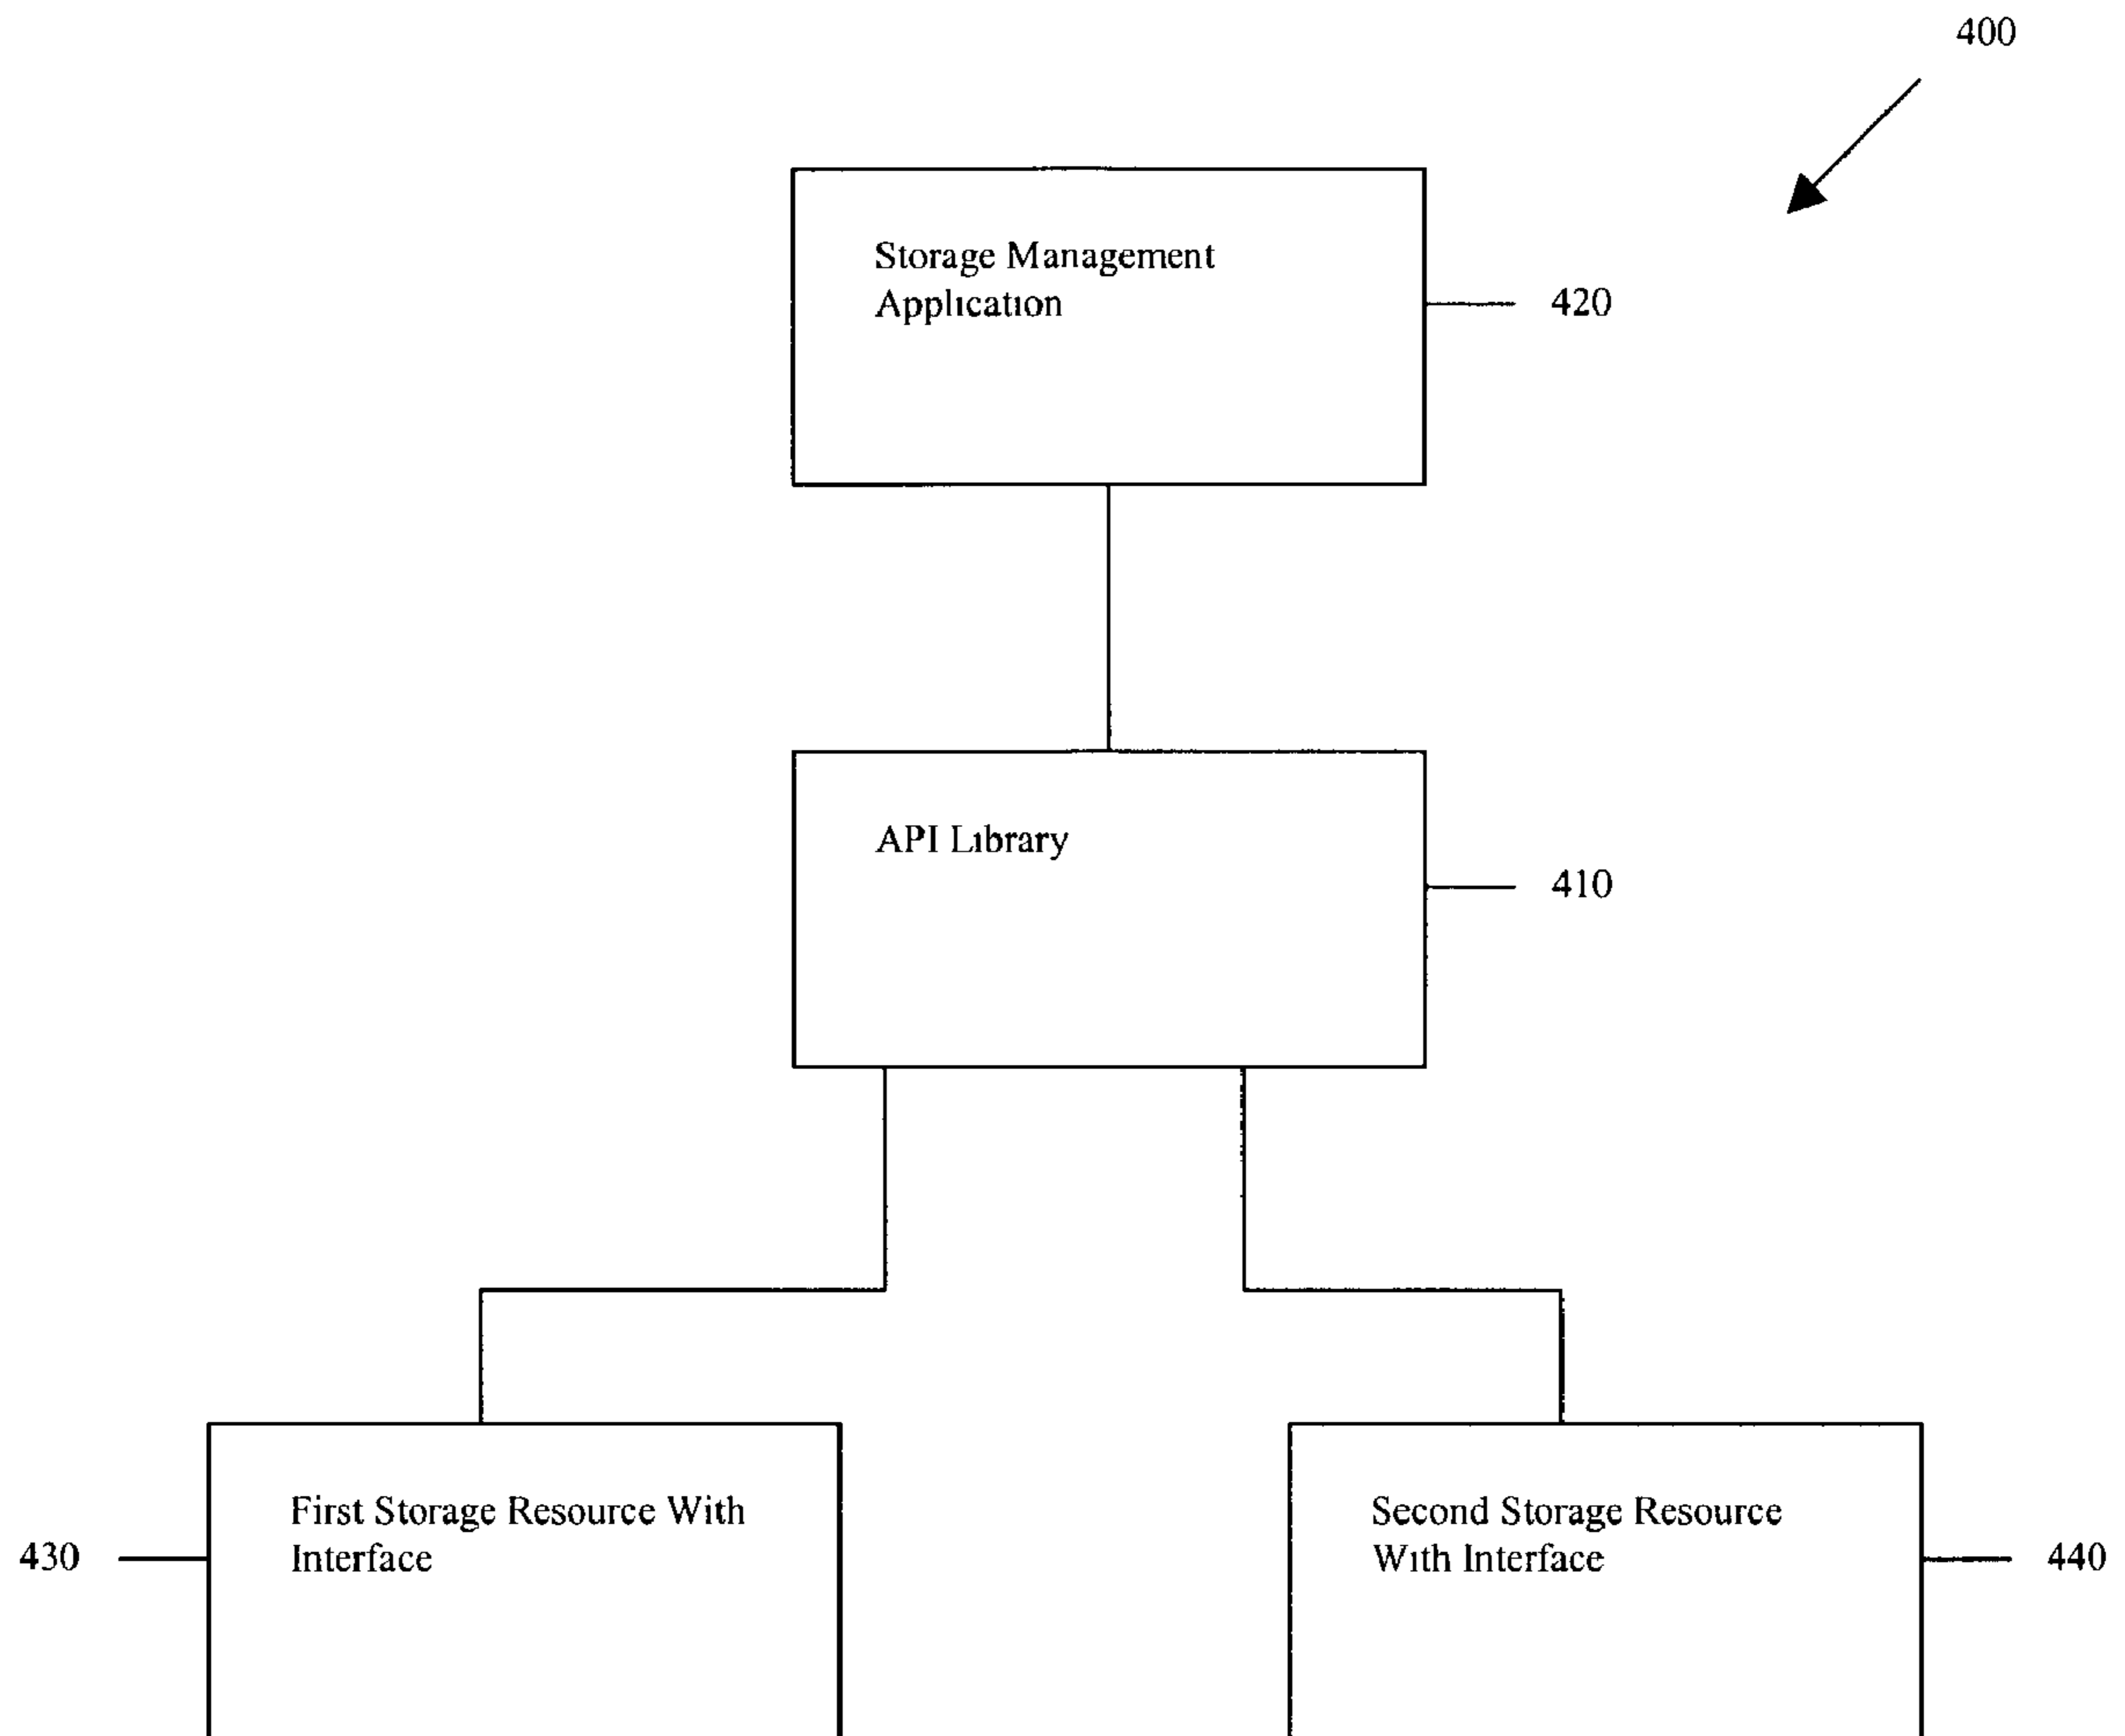 400
Storage Management
Application
420
API Library
410
First Storage Resource With
Interface
430
Second Storage Resource
With Interface
440